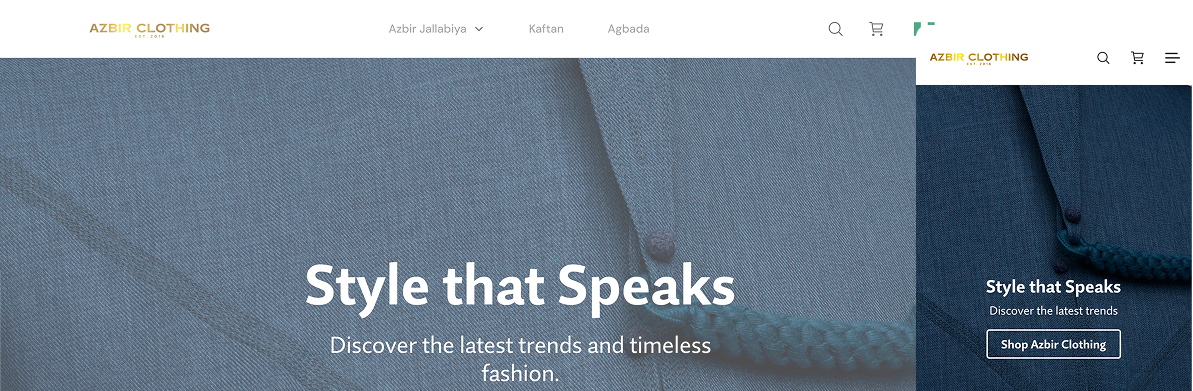 AZBIR CLOTHING
EST. 2016
Azbir Jallabiya
Kaftan
Agbada
Style that Speaks
Discover the latest trends and timeless
fashion.
AZBIR CLOTHING
EST. 2016
Style that Speaks
Discover the latest trends
Shop Azbir Clothing